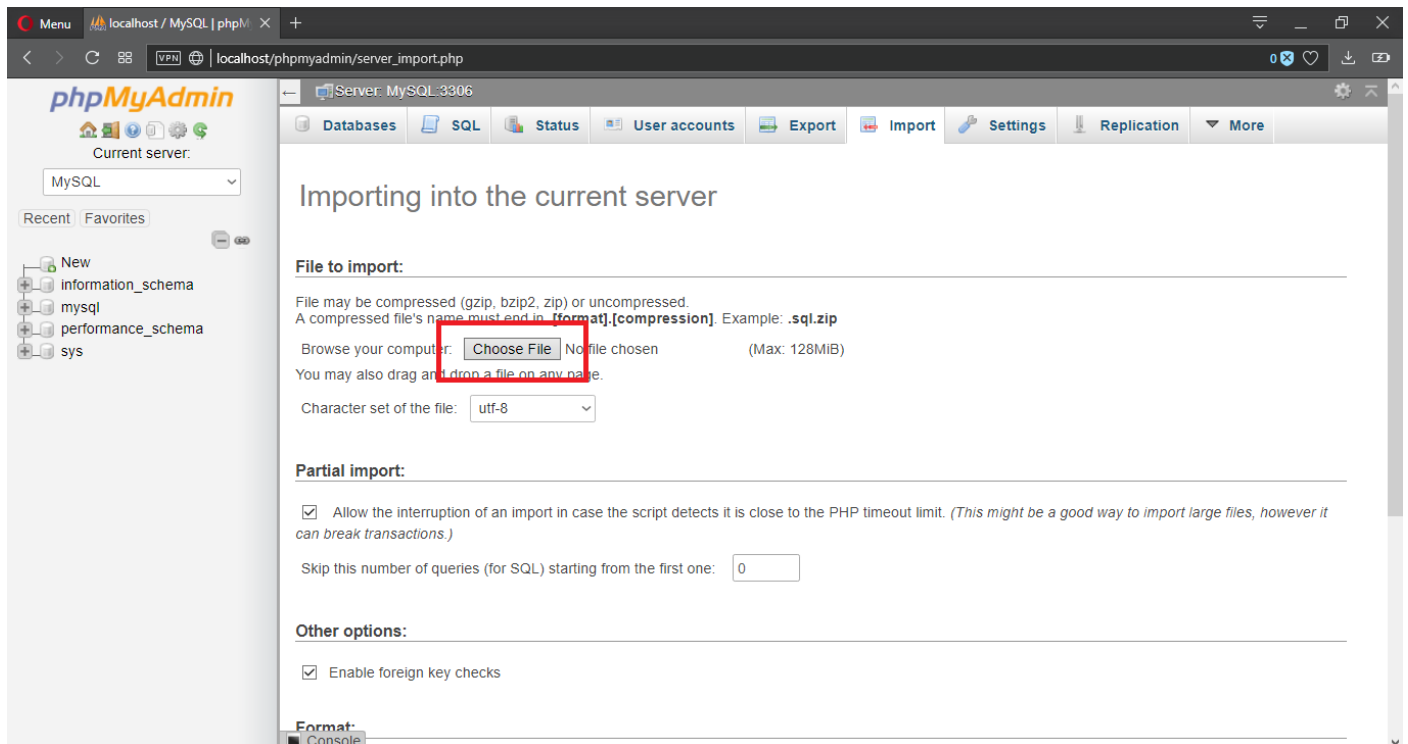 Menu
localhost / MySQL | phpM
VPN
localhost/phpmyadmin/server_import.php
0
phpMyAdmin
Current server:
MySQL
Recent
Favorites
New
information_schema
mysql
performance_schema
sys
Server: MySQL:3306
Databases
SQL
Status
User accounts
Export
Import
Settings
Replication
More
Importing into the current server
File to import:
File may be compressed (gzip, bzip2, zip) or uncompressed.
A compressed file's name must end in .[format].[compression]. Example: .sql.zip
Browse your computer: Choose File No file chosen (Max: 128MiB)
You may also drag and drop a file on any page.
Character set of the file: utf-8
Partial import:
Allow the interruption of an import in case the script detects it is close to the PHP timeout limit. (This might be a good way to import large files, however it
can break transactions.)
Skip this number of queries (for SQL) starting from the first one: 0
Other options:
Enable foreign key checks
Format:
Console